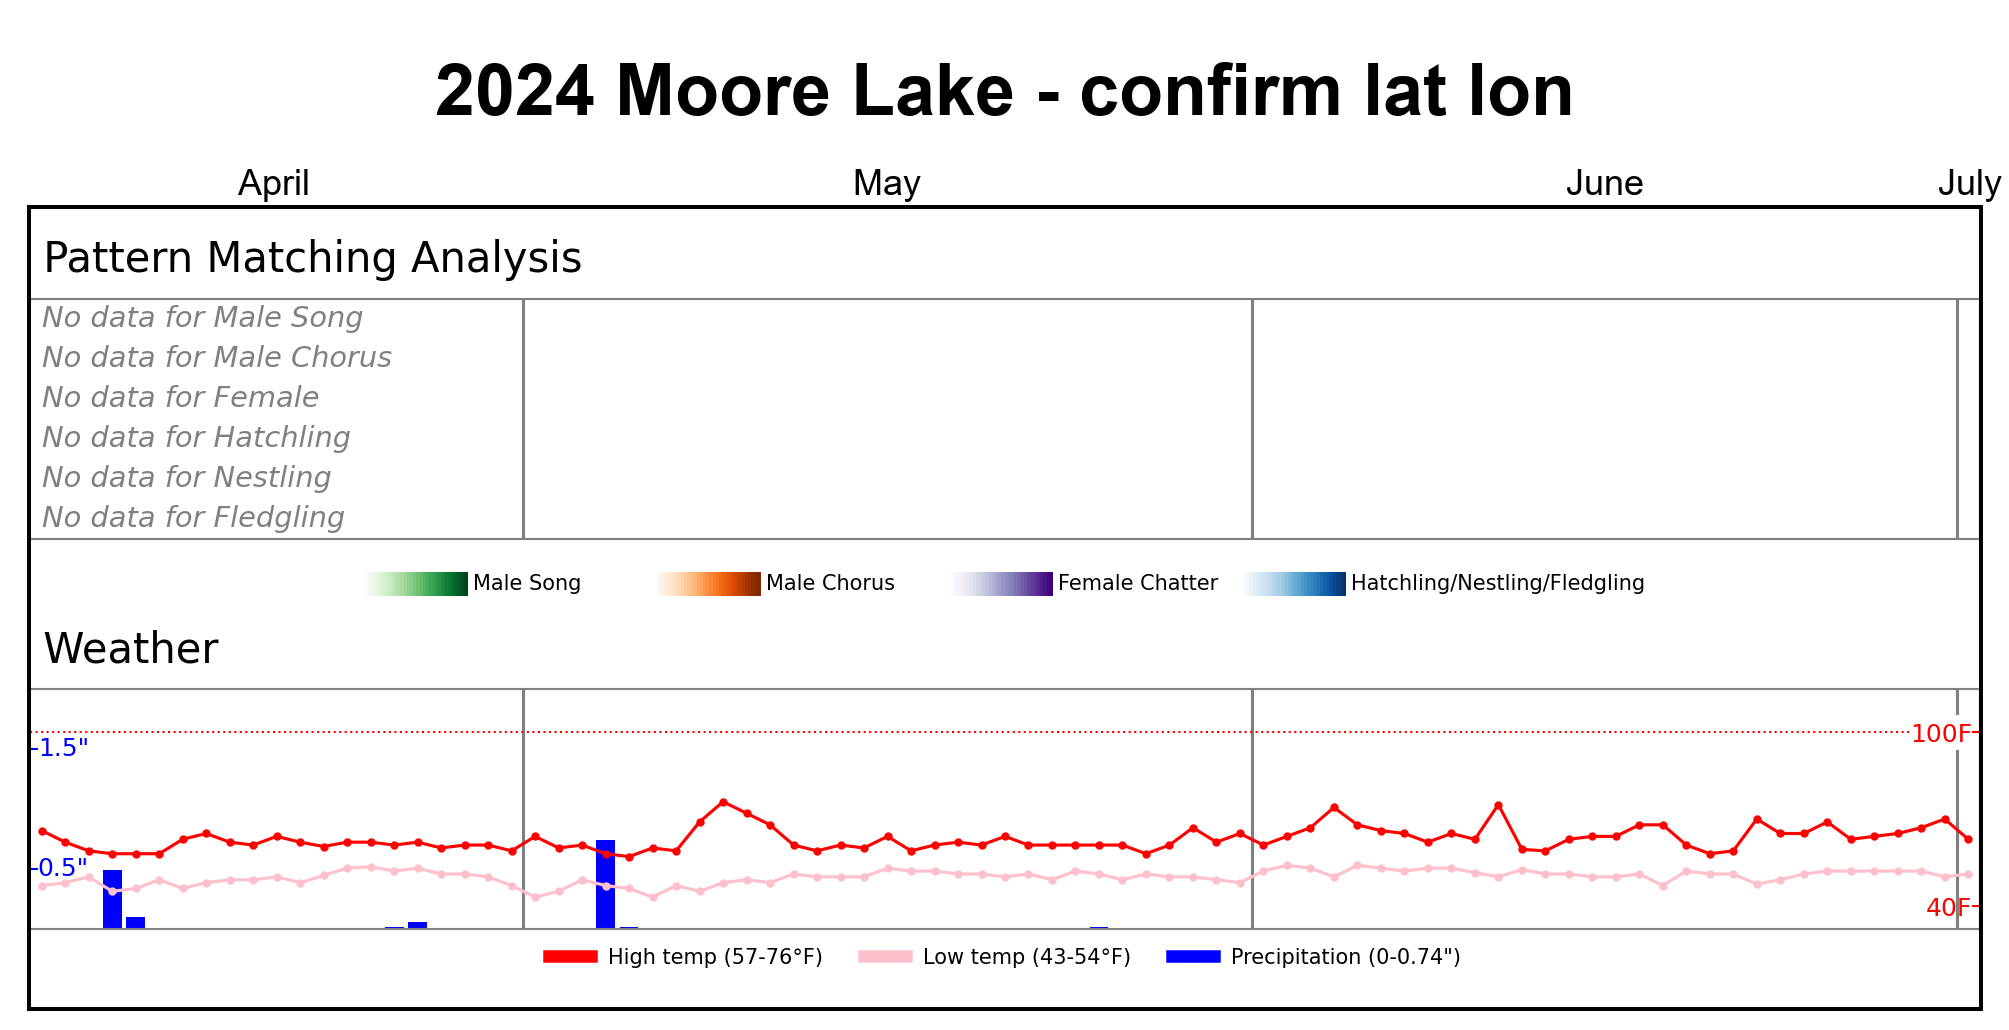 2024 Moore Lake - confirm lat lon
April May June July
Pattern Matching Analysis
No data for Male Song
No data for Male Chorus
No data for Female
No data for Hatchling
No data for Nestling
No data for Fledgling
Male Song Male Chorus Female Chatter Hatchling/Nestling/Fledgling
Weather
100F
1.5"
0.5"
40F
High temp (57-76°F) Low temp (43-54°F) Precipitation (0-0.74")